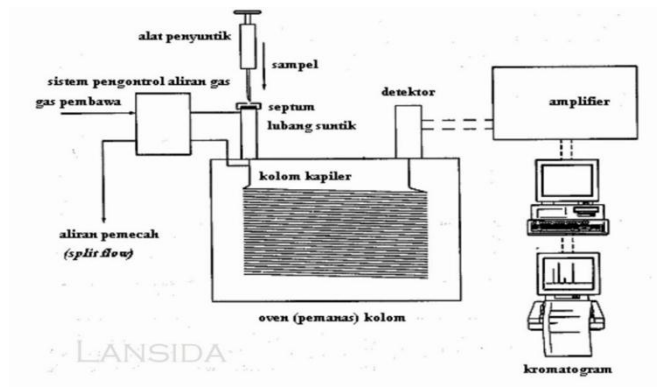 alat penyuntik
sampel
sistem pengontrol aliran gas
gas pembawa
septum
lubang suntik
detektor
amplifier
kolom kapiler
aliran pemecah
(split flow)
oven (pemanas) kolom
LANSIDA
kromatogram